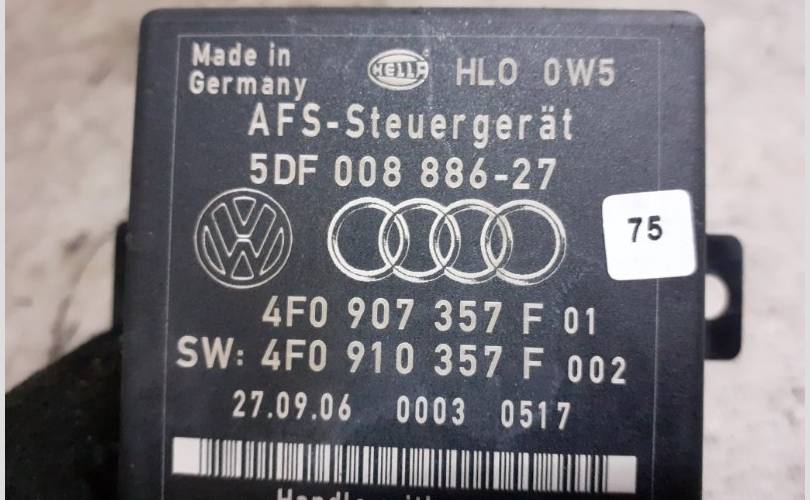 Made in
Germany
HELLA HL0 0W5
AFS-Steuergerät
5DF 008 886-27
75
4F0 907 357 F 01
SW: 4F0 910 357 F 002
27.09.06 0003 0517